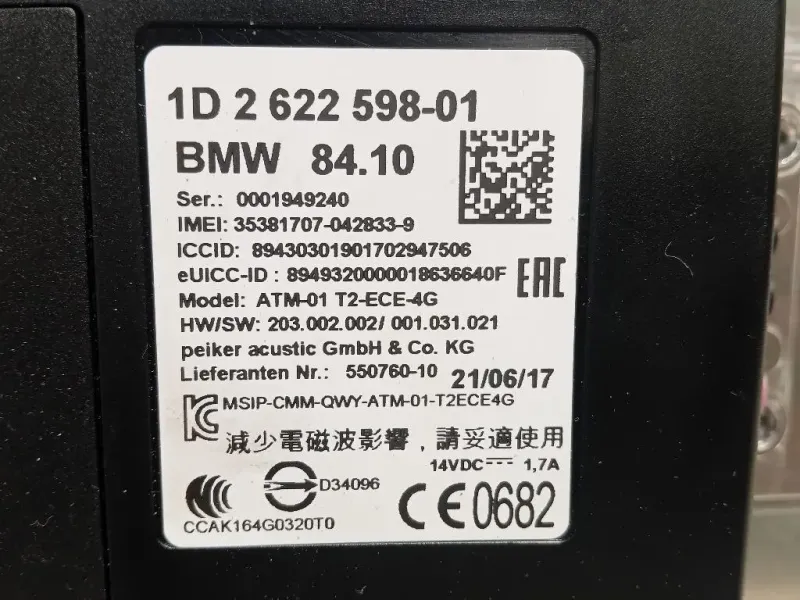 1D 2 622 598-01
BMW 84.10
Ser.: 0001949240
IMEI: 35381707-042833-9
ICCID: 89430301901702947506
eUICC-ID : 8949320000018636640F
EAC
Model: ATM-01 T2-ECE-4G
HW/SW: 203.002.002/ 001.031.021
peiker acustic GmbH & Co. KG
Lieferanten Nr.: 550760-10 21/06/17
MSIP-CMM-QWY-ATM-01-T2ECE4G
減少電磁波影響，請妥適使用
14VDC⎓ 1,7A
D34096
CCAK164G0320T0
CE0682